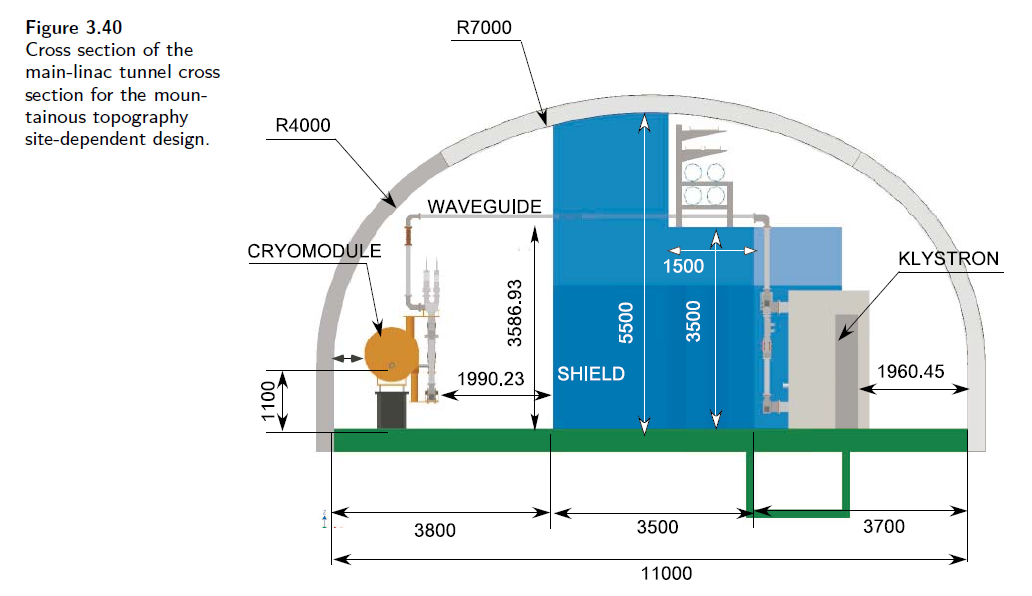 Figure 3.40
Cross section of the
main-linac tunnel cross
section for the moun-
tainous topography
site-dependent design.
R7000
R4000
WAVEGUIDE
CRYOMODULE
KLYSTRON
1500
3586.93
5500
3500
SHIELD
1990.23
1960.45
1100
3800
3500
3700
11000